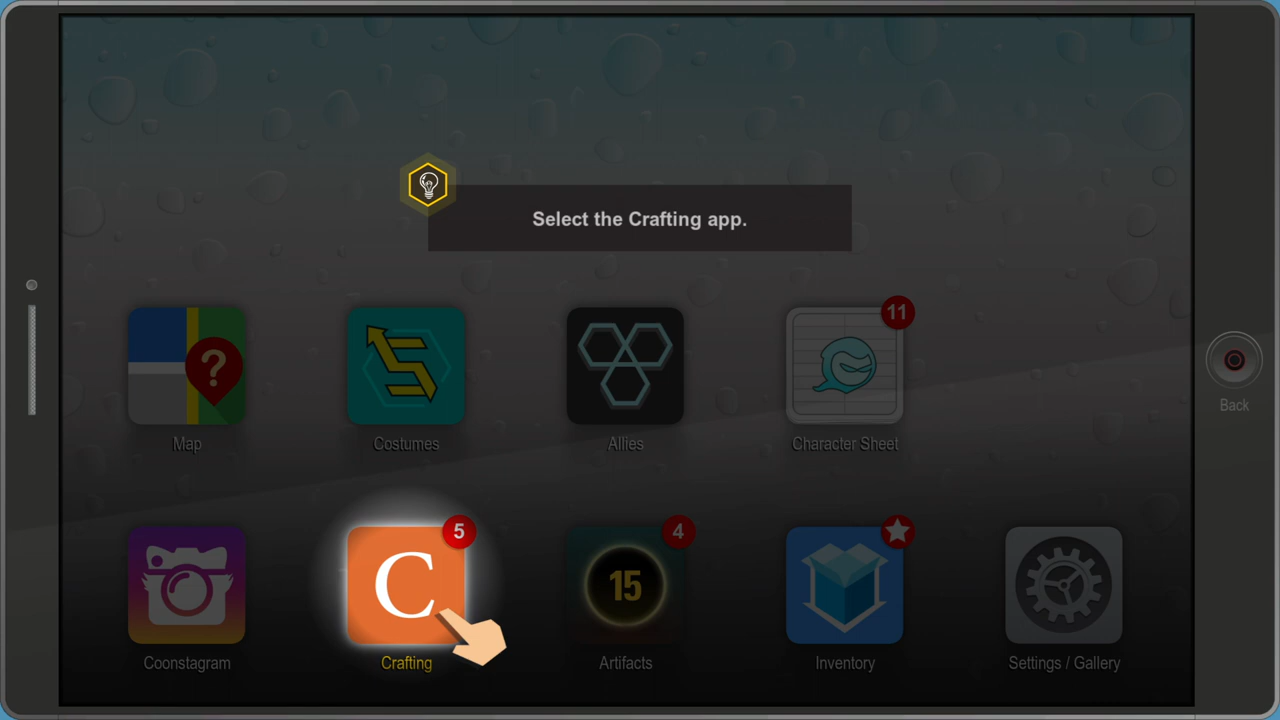 Select the Crafting app.
?
11
Map
Costumes
Allies
Character Sheet
Back
5
4
C
15
Coonstagram
Crafting
Artifacts
Inventory
Settings / Gallery